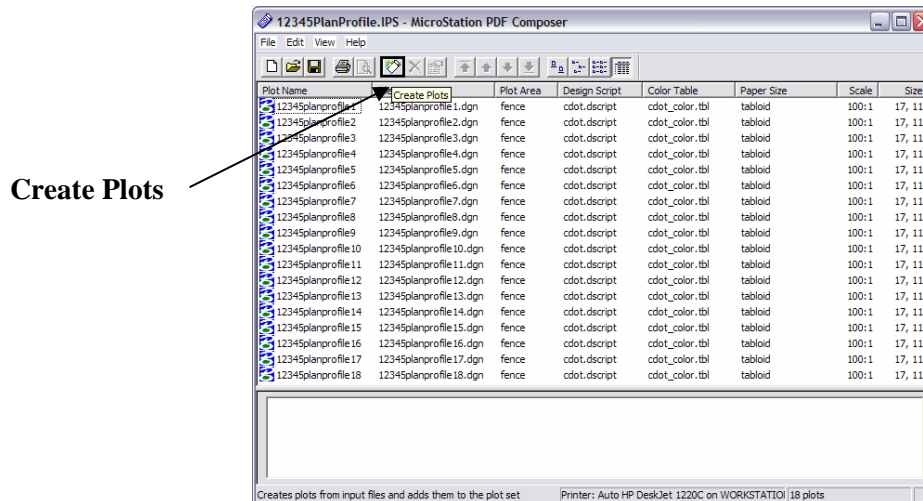 12345PlanProfile.IPS - MicroStation PDF Composer
File Edit View Help
Plot Name Plot Area Design Script Color Table Paper Size Scale Size
Create Plots
12345planprofile1 12345planprofile1.dgn fence cdot.dscript cdot_color.tbl tabloid 100:1 17, 11
12345planprofile2 12345planprofile2.dgn fence cdot.dscript cdot_color.tbl tabloid 100:1 17, 11
12345planprofile3 12345planprofile3.dgn fence cdot.dscript cdot_color.tbl tabloid 100:1 17, 11
12345planprofile4 12345planprofile4.dgn fence cdot.dscript cdot_color.tbl tabloid 100:1 17, 11
12345planprofile5 12345planprofile5.dgn fence cdot.dscript cdot_color.tbl tabloid 100:1 17, 11
12345planprofile6 12345planprofile6.dgn fence cdot.dscript cdot_color.tbl tabloid 100:1 17, 11
Create Plots
12345planprofile7 12345planprofile7.dgn fence cdot.dscript cdot_color.tbl tabloid 100:1 17, 11
12345planprofile8 12345planprofile8.dgn fence cdot.dscript cdot_color.tbl tabloid 100:1 17, 11
12345planprofile9 12345planprofile9.dgn fence cdot.dscript cdot_color.tbl tabloid 100:1 17, 11
12345planprofile10 12345planprofile10.dgn fence cdot.dscript cdot_color.tbl tabloid 100:1 17, 11
12345planprofile11 12345planprofile11.dgn fence cdot.dscript cdot_color.tbl tabloid 100:1 17, 11
12345planprofile12 12345planprofile12.dgn fence cdot.dscript cdot_color.tbl tabloid 100:1 17, 11
12345planprofile13 12345planprofile13.dgn fence cdot.dscript cdot_color.tbl tabloid 100:1 17, 11
12345planprofile14 12345planprofile14.dgn fence cdot.dscript cdot_color.tbl tabloid 100:1 17, 11
12345planprofile15 12345planprofile15.dgn fence cdot.dscript cdot_color.tbl tabloid 100:1 17, 11
12345planprofile16 12345planprofile16.dgn fence cdot.dscript cdot_color.tbl tabloid 100:1 17, 11
12345planprofile17 12345planprofile17.dgn fence cdot.dscript cdot_color.tbl tabloid 100:1 17, 11
12345planprofile18 12345planprofile18.dgn fence cdot.dscript cdot_color.tbl tabloid 100:1 17, 11
Creates plots from input files and adds them to the plot set Printer: Auto HP DeskJet 1220C on WORKSTATIO 18 plots